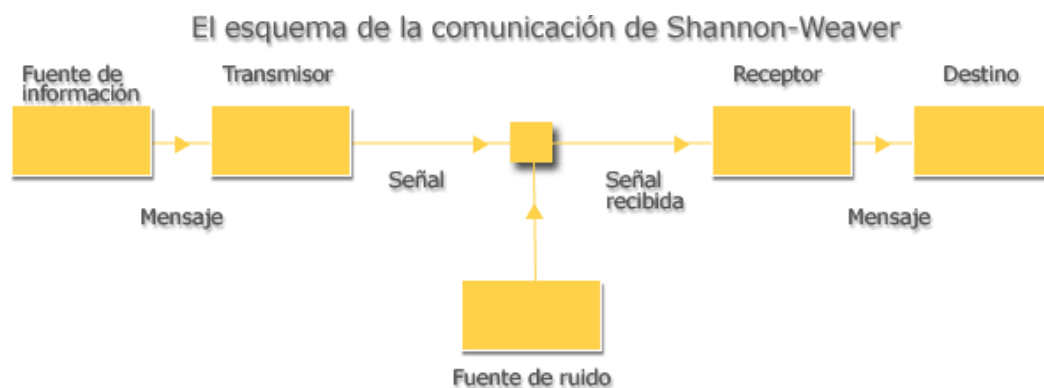 El esquema de la comunicación de Shannon-Weaver
Fuente de
información
Transmisor
Receptor
Destino
Señal
Señal
recibida
Mensaje
Mensaje
Fuente de ruido